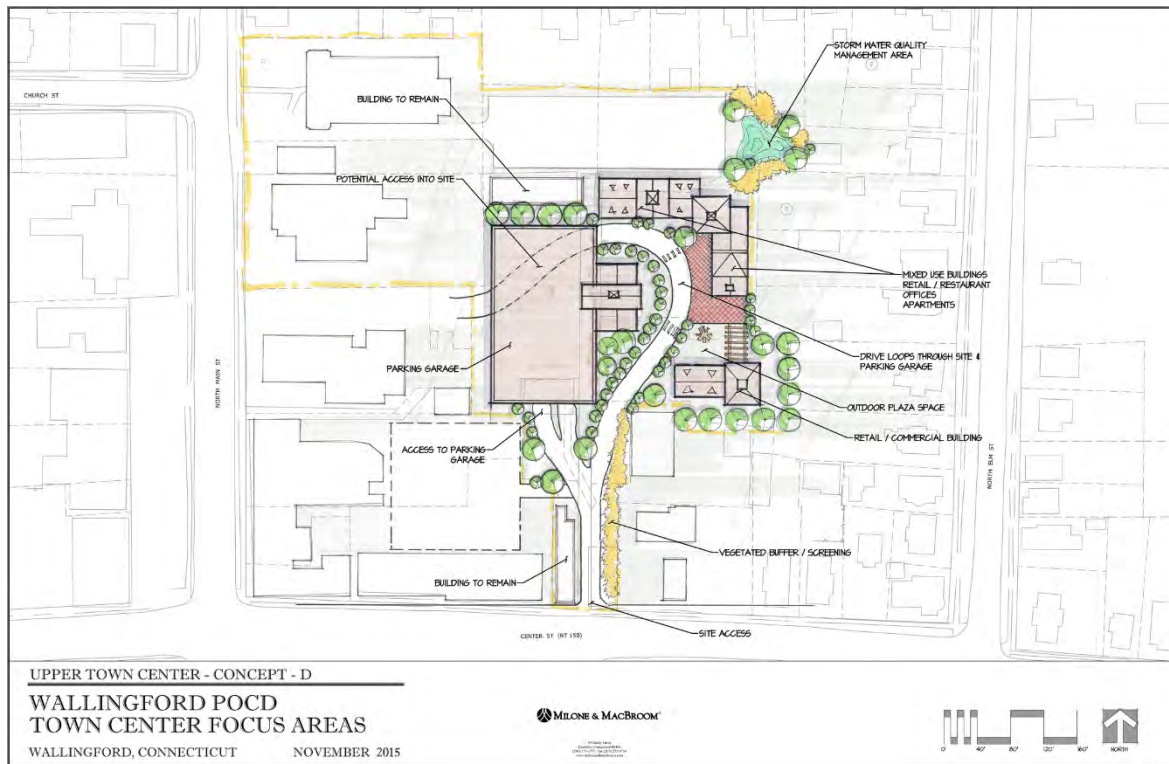 STORM WATER QUALITY
MANAGEMENT AREA
CHURCH ST
BUILDING TO REMAIN
POTENTIAL ACCESS INTO SITE
MIXED USE BUILDINGS
RETAIL / RESTAURANT
OFFICES
APARTMENTS
NORTH MAIN ST
PARKING GARAGE
DRIVE LOOPS THROUGH SITE &
PARKING GARAGE
OUTDOOR PLAZA SPACE
RETAIL / COMMERCIAL BUILDING
ACCESS TO PARKING
GARAGE
NORTH ELM ST
VEGETATED BUFFER / SCREENING
BUILDING TO REMAIN
SITE ACCESS
CENTER ST (RT 150)
UPPER TOWN CENTER - CONCEPT - D
WALLINGFORD POCD
TOWN CENTER FOCUS AREAS
WALLINGFORD, CONNECTICUT NOVEMBER 2015
MILONE & MACBROOM®
0' 40' 80' 120' 160'
NORTH